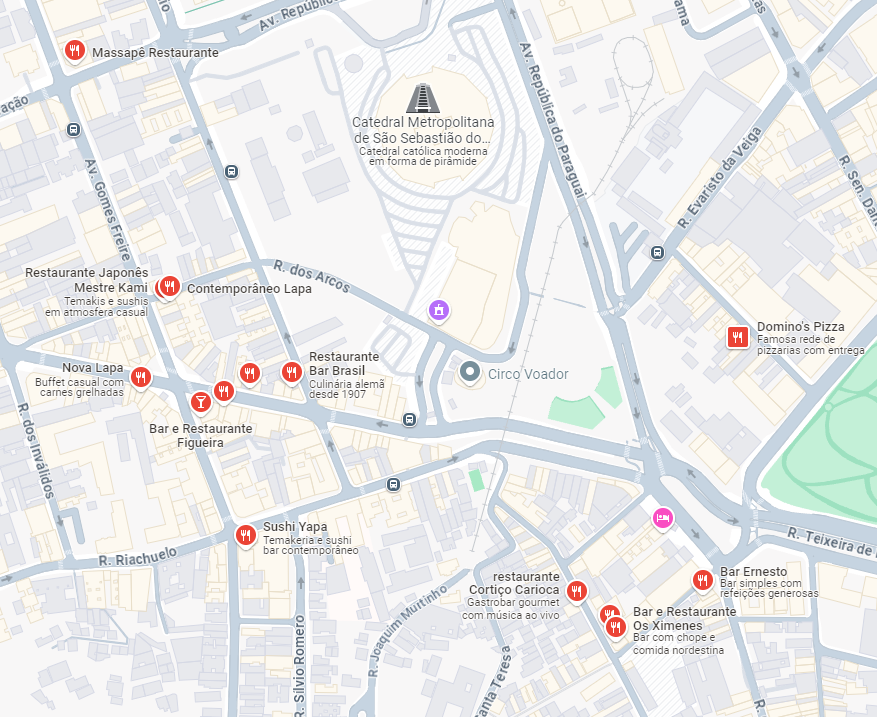 Av. República
Massapê Restaurante
ação
Av. República do Paraguai
Catedral Metropolitana
de São Sebastião do...
Catedral católica moderna
em forma de pirâmide
R. Evaristo da Veiga
R. Sen. Dant
Av. Gomes Freire
R. dos Arcos
Restaurante Japonês
Mestre Kami
Temakis e sushis
em atmosfera casual
Contemporâneo Lapa
Domino's Pizza
Famosa rede de
pizzarias com entrega
Nova Lapa
Buffet casual com
carnes grelhadas
Restaurante
Bar Brasil
Culinária alemã
desde 1907
Circo Voador
Bar e Restaurante
Figueira
R. dos Inválidos
Sushi Yapa
Temakeria e sushi
bar contemporâneo
R. Riachuelo
R. Teixeira de
restaurante
Cortiço Carioca
Gastrobar gourmet
com música ao vivo
Bar Ernesto
Bar simples com
refeições generosas
Bar e Restaurante
Os Ximenes
Bar com chope e
comida nordestina
R. Joaquim Murtinho
R. Silvio Romero
anta Teresa
R.